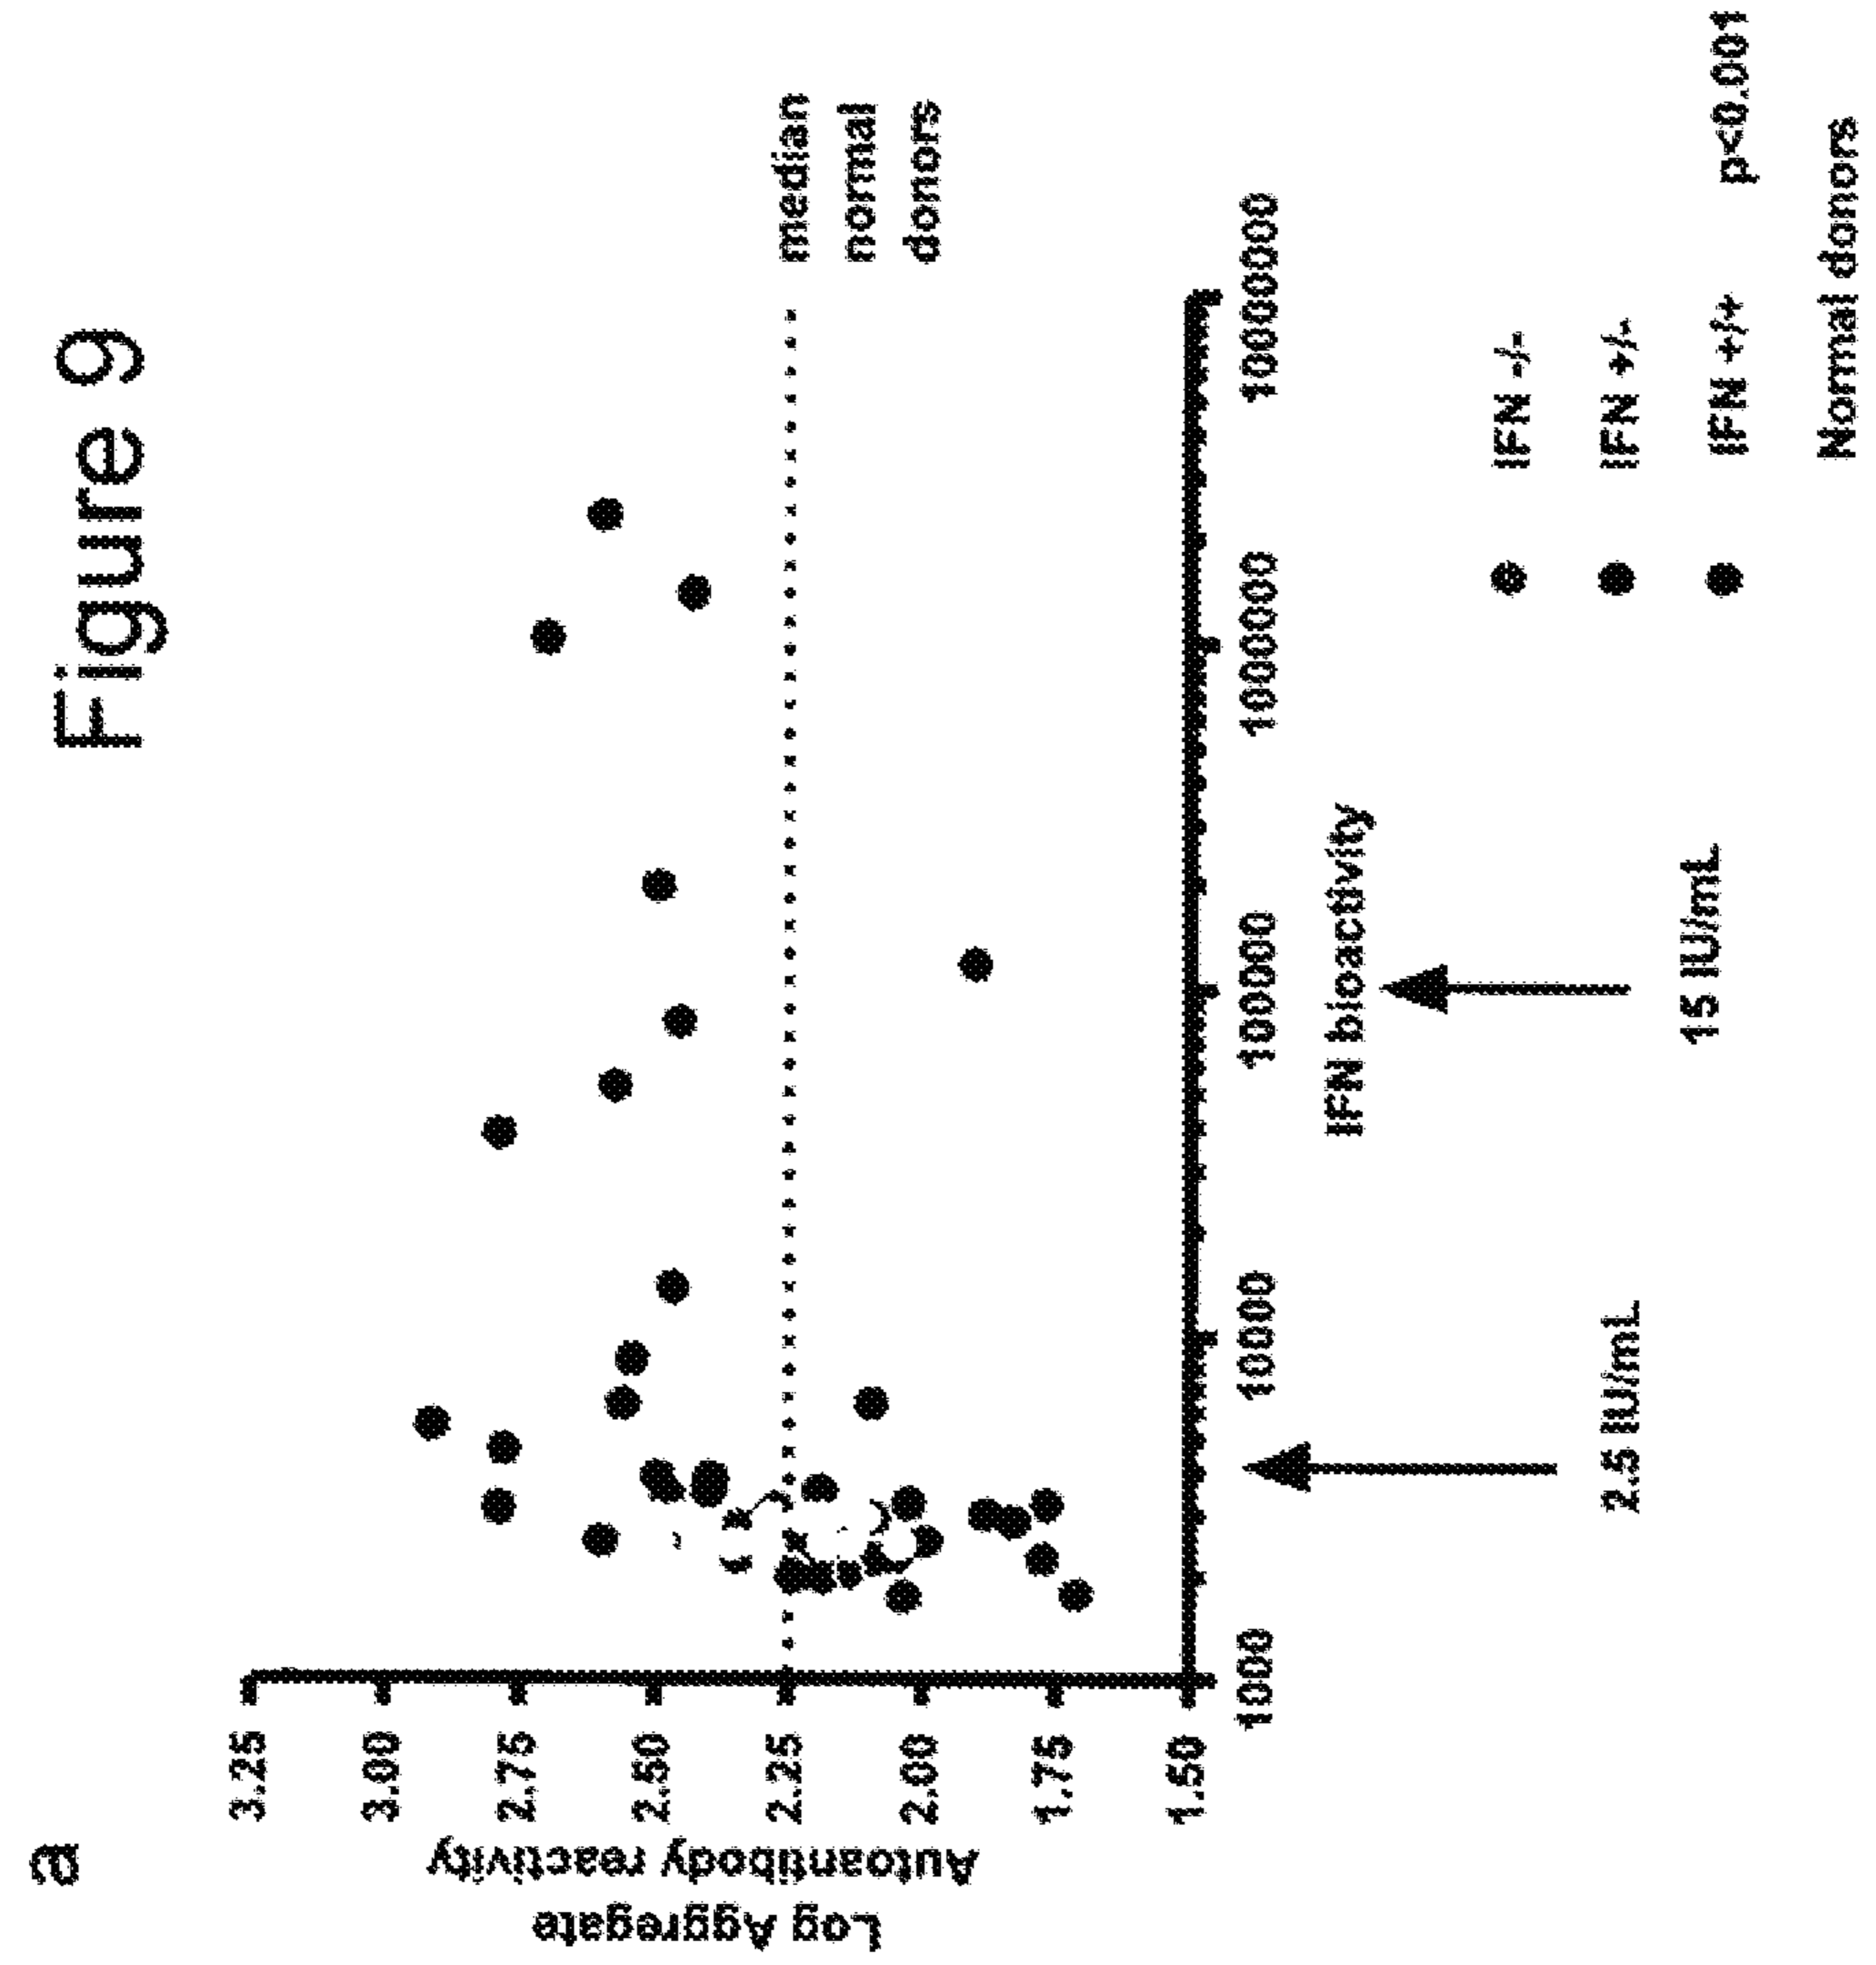 Figure 9
a
Log Aggregate
Autoantibody reactivity
3.25
3.00
2.75
2.50
2.25
2.00
1.75
1.50
median
normal
donors
1000
10000
100000
1000000
10000000
IFN bioactivity
2.5 IU/mL
15 IU/mL
IFN -/-
IFN +/-
IFN +/+ p<0.001
Normal donors